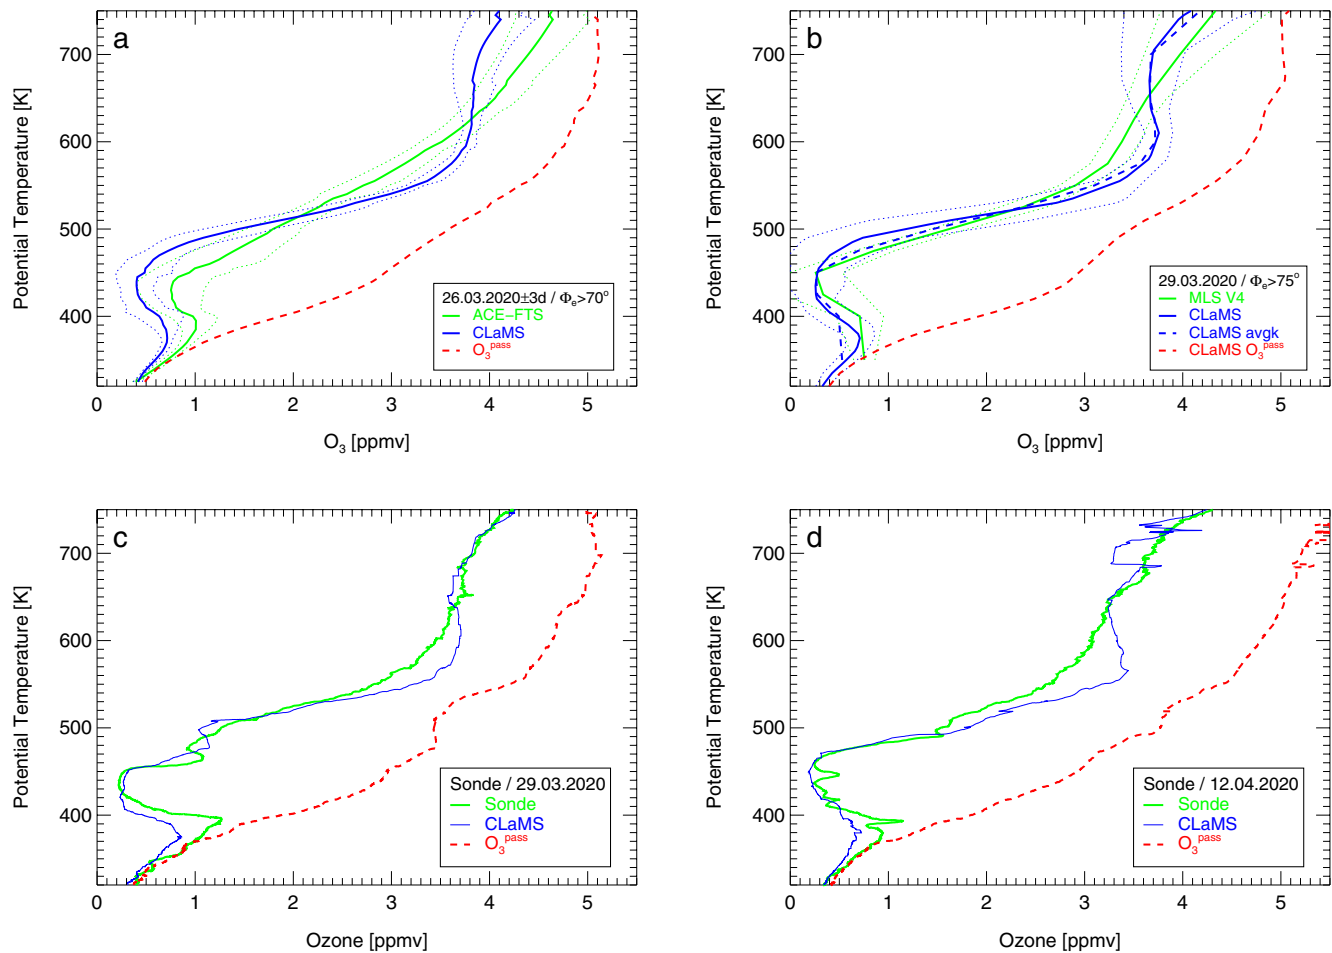 a
Potential Temperature [K]
700
600
500
400
0 1 2 3 4 5
O₃ [ppmv]
26.03.2020±3d / Φₑ>70°
ACE−FTS
CLaMS
O₃ᵖᵃˢˢ
b
Potential Temperature [K]
700
600
500
400
0 1 2 3 4 5
O₃ [ppmv]
29.03.2020 / Φₑ>75°
MLS V4
CLaMS
CLaMS avgk
CLaMS O₃ᵖᵃˢˢ
c
Potential Temperature [K]
700
600
500
400
0 1 2 3 4 5
Ozone [ppmv]
Sonde / 29.03.2020
Sonde
CLaMS
O₃ᵖᵃˢˢ
d
Potential Temperature [K]
700
600
500
400
0 1 2 3 4 5
Ozone [ppmv]
Sonde / 12.04.2020
Sonde
CLaMS
O₃ᵖᵃˢˢ